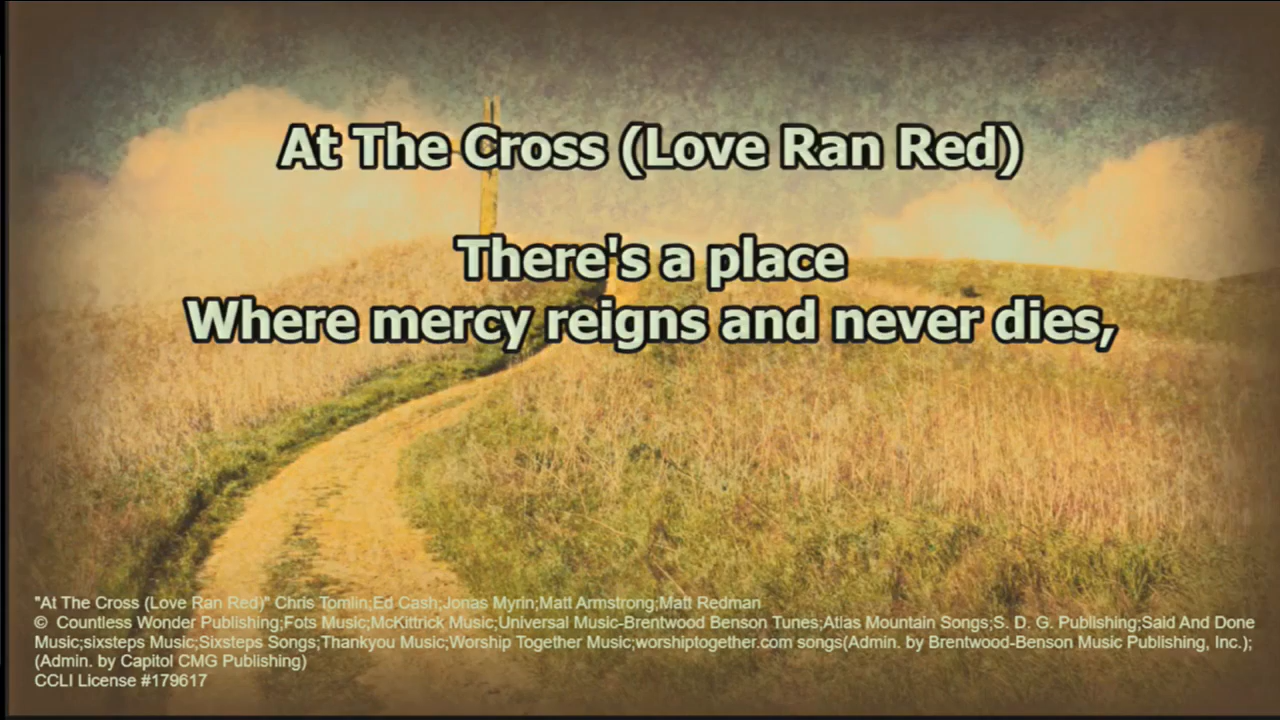 At The Cross (Love Ran Red)
There's a place
Where mercy reigns and never dies,
"At The Cross (Love Ran Red)" Chris Tomlin;Ed Cash;Jonas Myrin;Matt Armstrong;Matt Redman
© Countless Wonder Publishing;Fots Music;McKittrick Music;Universal Music-Brentwood Benson Tunes;Atlas Mountain Songs;S. D. G. Publishing;Said And Done
Music;sixsteps Music;Sixsteps Songs;Thankyou Music;Worship Together Music;worshiptogether.com songs(Admin. by Brentwood-Benson Music Publishing, Inc.);
(Admin. by Capitol CMG Publishing)
CCLI License #179617